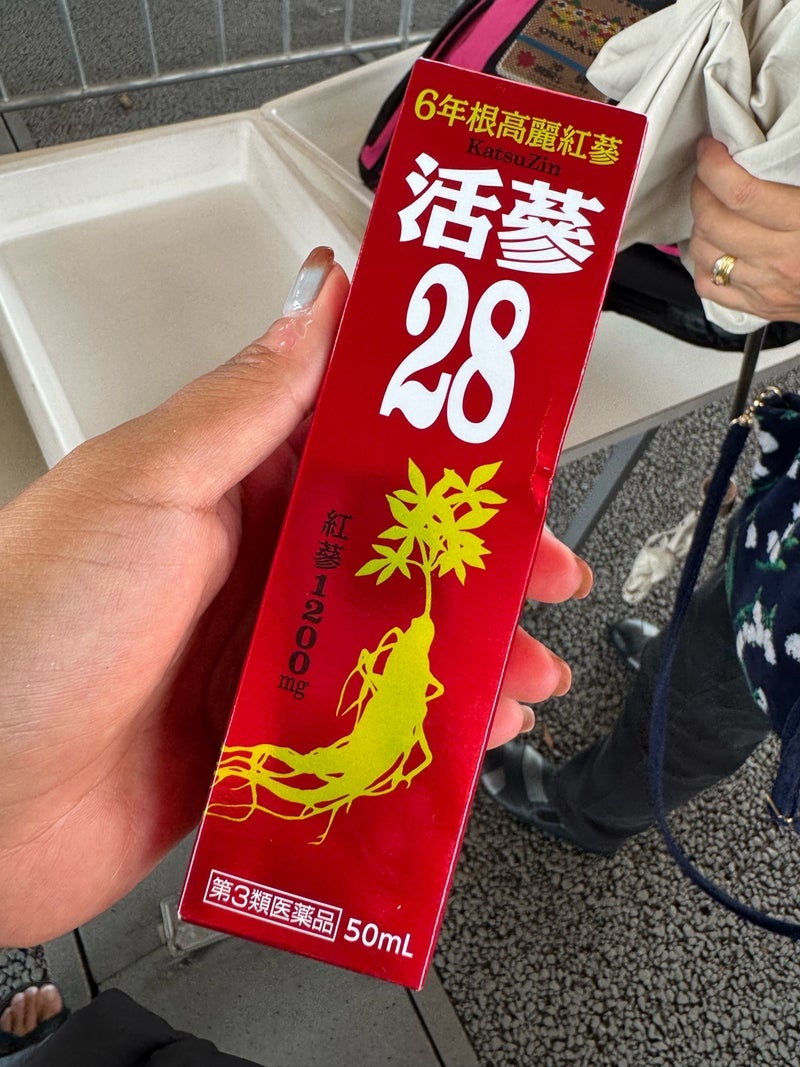 6年根高麗紅蔘
KatsuZin
活蔘
28
紅蔘1200mg
第3類医薬品
50mL
OKINAWA